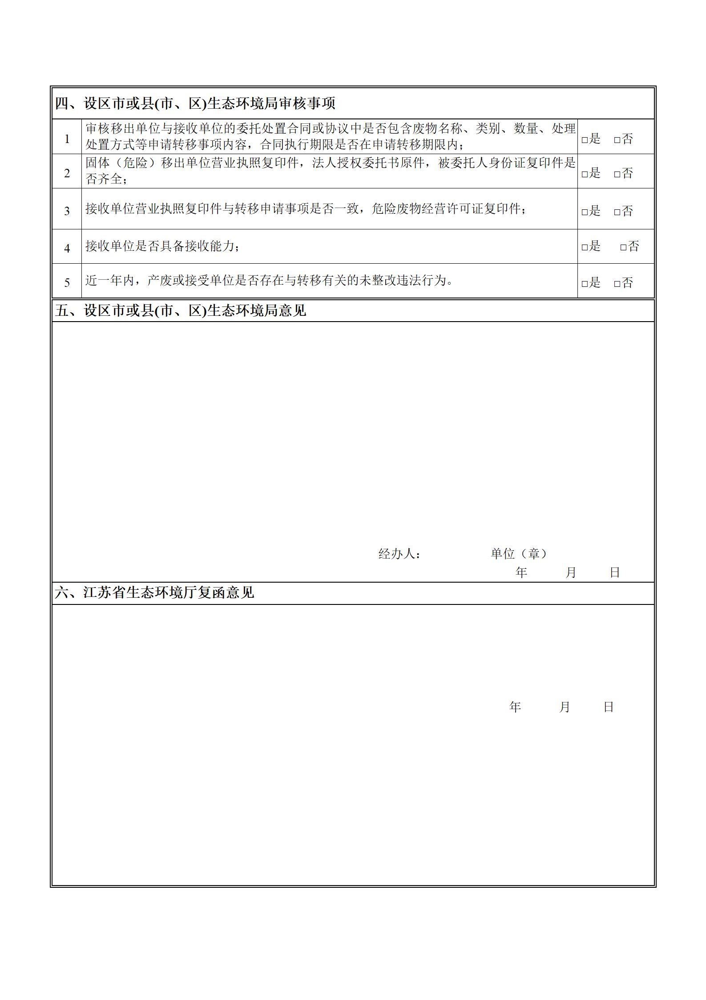 四、设区市或县(市、区)生态环境局审核事项
1
审核移出单位与接收单位的委托处置合同或协议中是否包含废物名称、类别、数量、处理
处置方式等申请转移事项内容，合同执行期限是否在申请转移期限内；
□是 □否
2
固体（危险）移出单位营业执照复印件，法人授权委托书原件，被委托人身份证复印件是
否齐全；
□是 □否
3
接收单位营业执照复印件与转移申请事项是否一致，危险废物经营许可证复印件；
□是 □否
4
接收单位是否具备接收能力；
□是 □否
5
近一年内，产废或接受单位是否存在与转移有关的未整改违法行为。
□是 □否
五、设区市或县(市、区)生态环境局意见
经办人： 单位（章）
年 月 日
六、江苏省生态环境厅复函意见
年 月 日